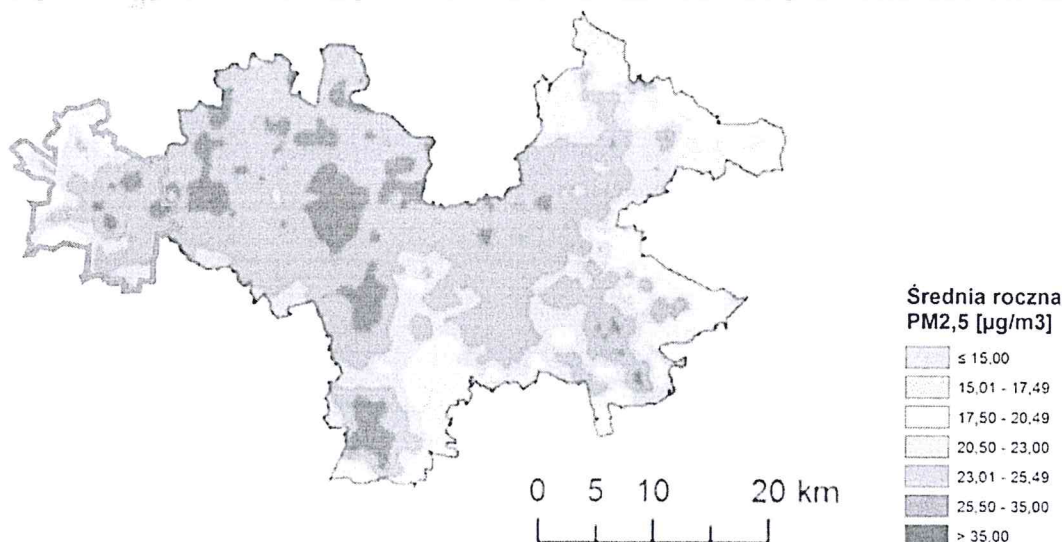 Średnia roczna
PM2,5 [µg/m3]
≤ 15,00
15,01 - 17,49
17,50 - 20,49
20,50 - 23,00
23,01 - 25,49
25,50 - 35,00
> 35,00
0 5 10 20 km